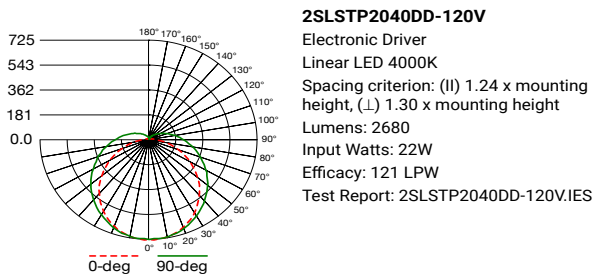 725
543
362
181
0.0
180° 170° 160° 150° 140° 130° 120° 110° 100° 90° 80° 70° 60° 50° 40° 30° 20° 10° 0°
0-deg 90-deg
2SLSTP2040DD-120V
Electronic Driver
Linear LED 4000K
Spacing criterion: (II) 1.24 x mounting
height, (⊥) 1.30 x mounting height
Lumens: 2680
Input Watts: 22W
Efficacy: 121 LPW
Test Report: 2SLSTP2040DD-120V.IES